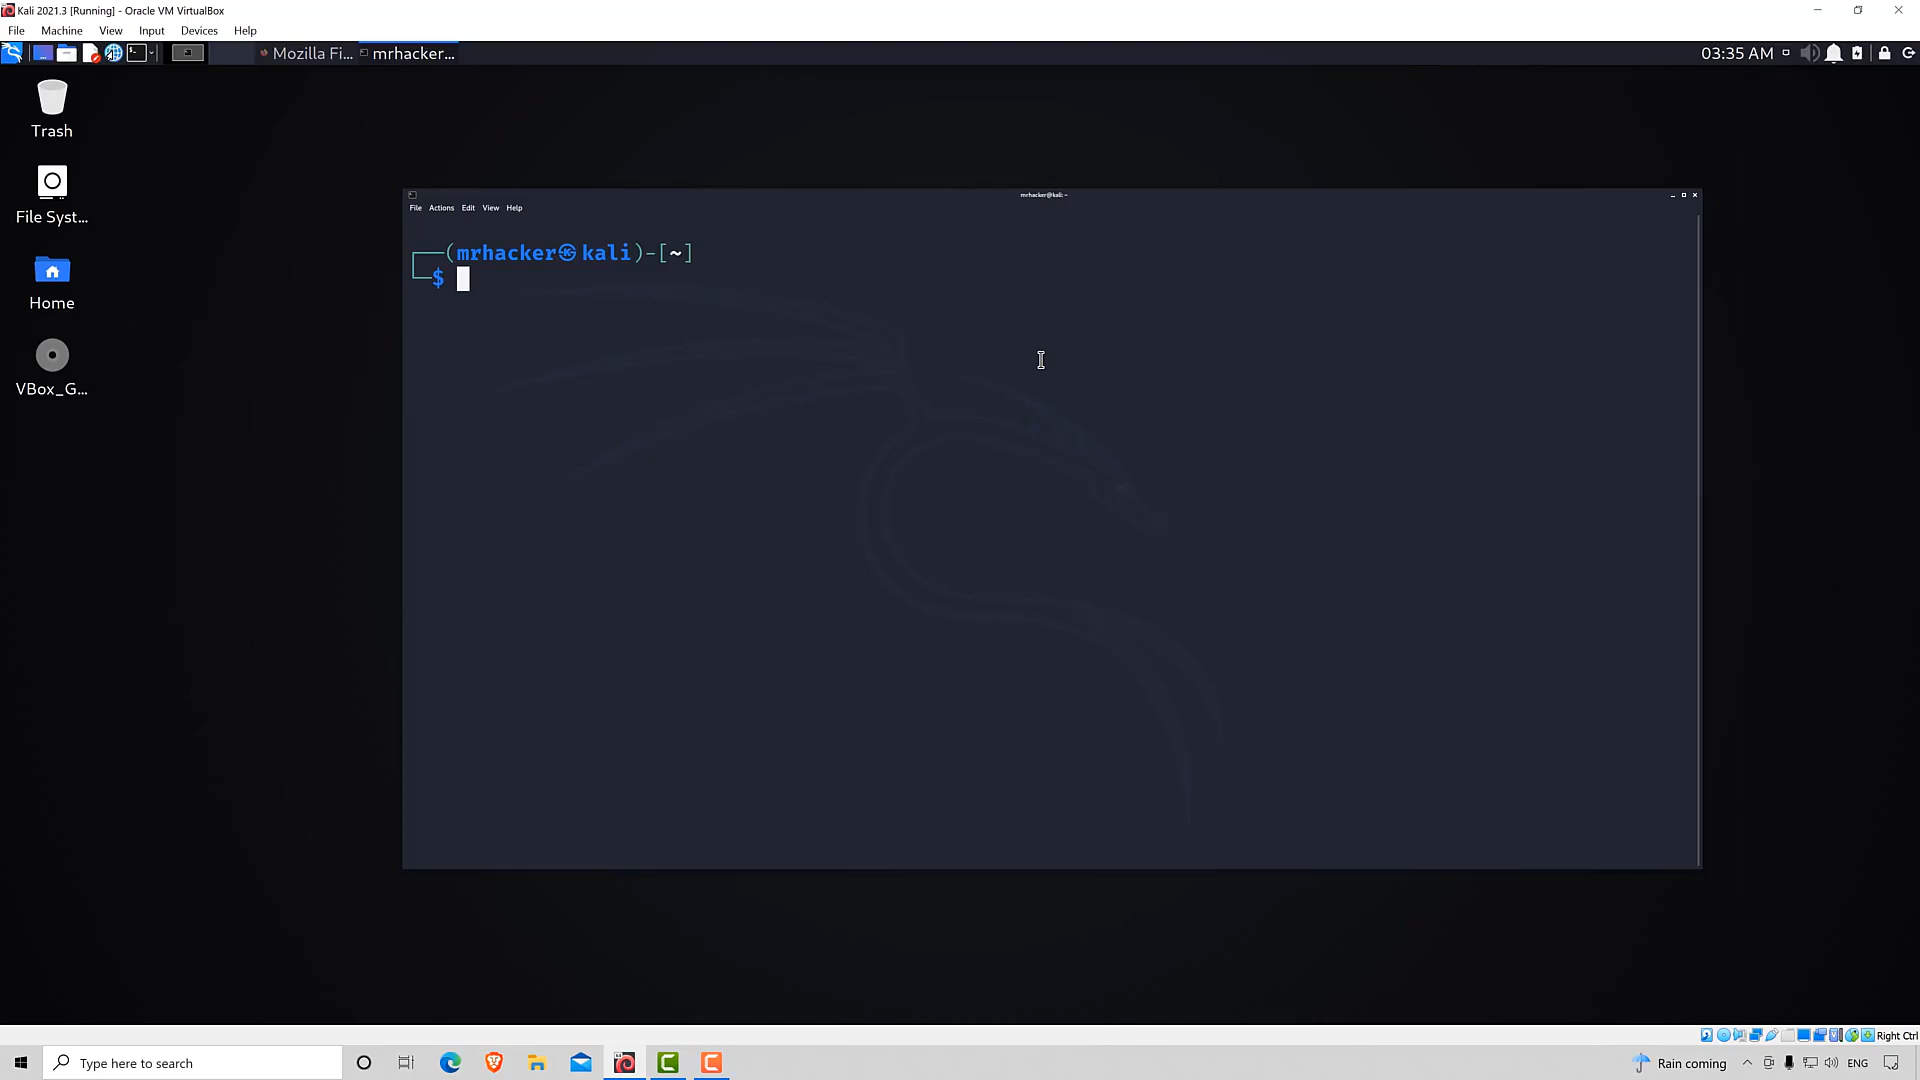 Kali 2021.3 [Running] - Oracle VM VirtualBox
File Machine View Input Devices Help
Mozilla Fi... mrhacker... 03:35 AM
Trash
File Syst...
Home
VBox_G...
mrhacker@kali: ~
File Actions Edit View Help
(mrhacker㉿kali)-[~]
$
Right Ctrl
Type here to search
Rain coming
ENG